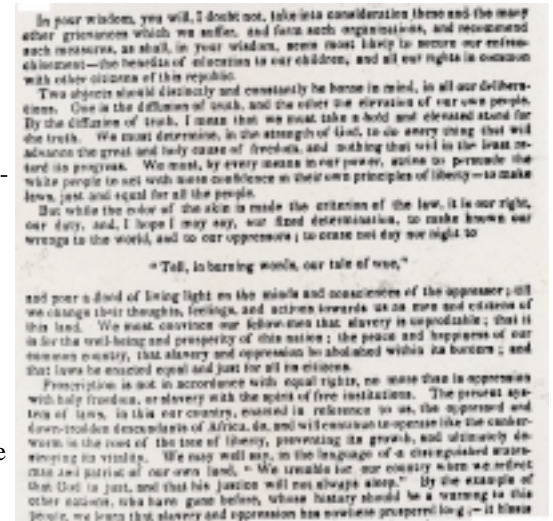 In your wisdom, you will, I doubt not, take into consideration these and the many
other grievances which we suffer, and form such organizations, and recommend
such measures, as shall, in your wisdom, seem most likely to secure our enfran-
chisement—the benefits of education to our children, and all our rights in common
with other citizens of this republic.
Two objects should distinctly and constantly be borne in mind, in all our delibera-
tions. One is the diffusion of truth, and the other the elevation of our own people.
By the diffusion of truth, I mean that we must take a bold and elevated stand for
the truth. We must determine, in the strength of God, to do every thing that will
advance the great and holy cause of freedom, and nothing that will in the least re-
tard its progress. We must, by every means in our power, strive to persuade the
white people to act with more confidence in their own principles of liberty—to make
laws, just and equal for all the people.
But while the color of the skin is made the criterion of the law, it is our right,
our duty, and, I hope I may say, our fixed determination, to make known our
wrongs to the world, and to our oppressors; to cease not day nor night to
"Tell, in burning words, our tale of woe,"
and pour a flood of living light on the minds and consciences of the oppressor; till
we change their thoughts, feelings, and actions towards us as men and citizens of
this land. We must convince our fellow-men that slavery is unprofitable; that it
is for the well-being and prosperity of this nation; the peace and happiness of our
common country, that slavery and oppression be abolished within its borders; and
that laws be enacted equal and just for all its citizens.
Proscription is not in accordance with equal rights, no more than is oppression
with holy freedom, or slavery with the spirit of free institutions. The present sys-
tem of laws, in this our country, enacted in reference to us, the oppressed and
down-trodden descendants of Africa, do, and will continue to operate like the canker-
worm in the root of the tree of liberty, preventing its growth, and ultimately de-
stroying its vitality. We may well say, in the language of a distinguished states-
man and patriot of our own land, "We tremble for our country when we reflect
that God is just, and that his justice will not always sleep." By the example of
other nations, who have gone before, whose history should be a warning to this
people, we learn that slavery and oppression has nowhere prospered long;—it blasts
-
e